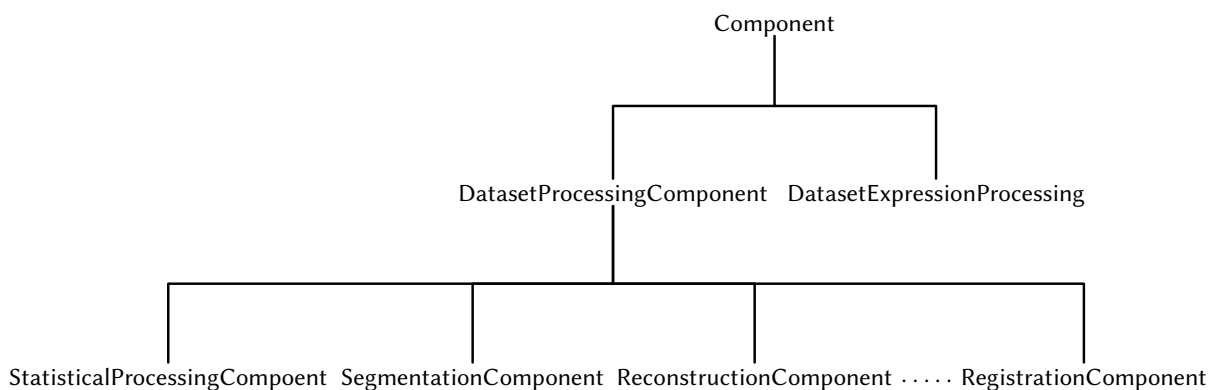 Component
DatasetProcessingComponent DatasetExpressionProcessing
StatisticalProcessingCompoent SegmentationComponent ReconstructionComponent ..... RegistrationComponent